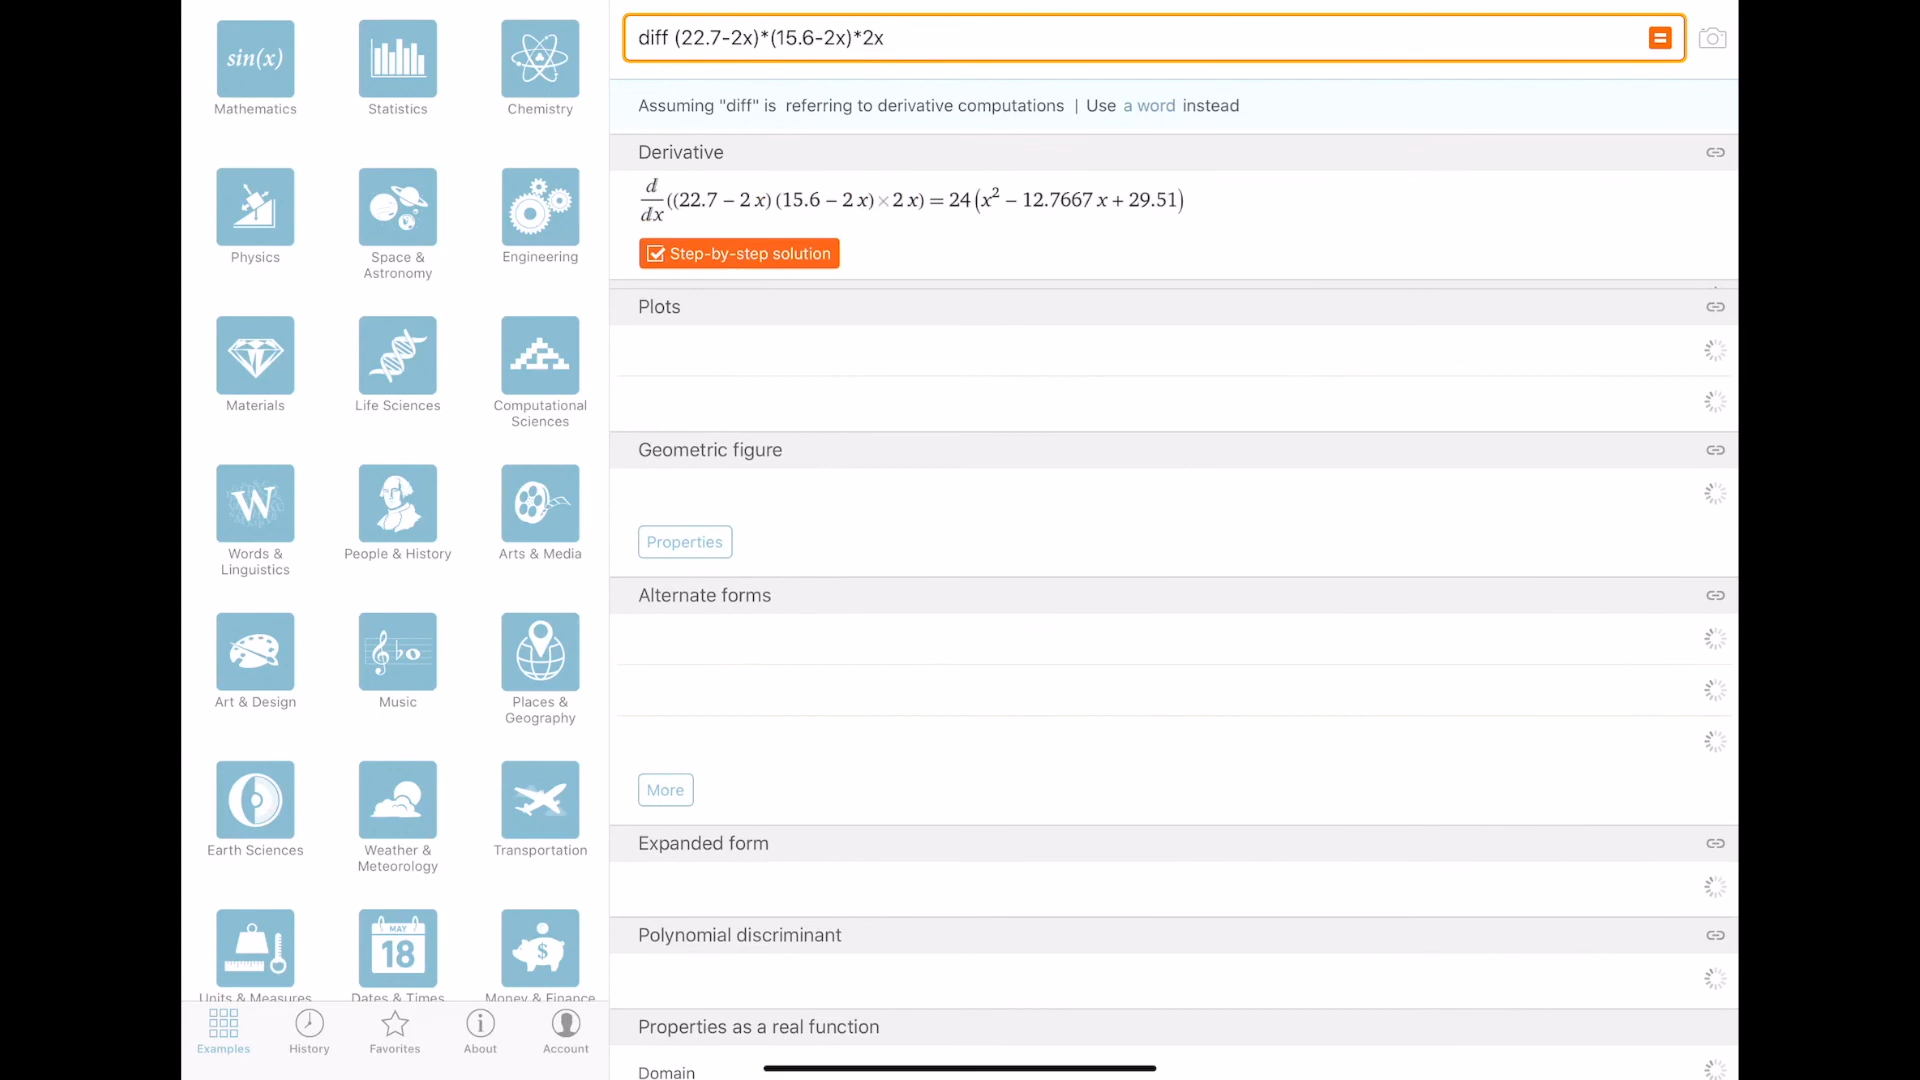 sin(x)
Mathematics
Statistics
Chemistry
Physics
Space &
Astronomy
Engineering
Materials
Life Sciences
Computational
Sciences
W
Words &
Linguistics
People & History
Arts & Media
Art & Design
Music
Places &
Geography
Earth Sciences
Weather &
Meteorology
Transportation
Units & Measures
MAY
18
Dates & Times
$
Money & Finance
Examples
History
Favorites
About
Account
diff (22.7-2x)*(15.6-2x)*2x
Assuming "diff" is referring to derivative computations | Use a word instead
Derivative
d/dx((22.7 – 2 x) (15.6 – 2 x) × 2 x) = 24 (x² – 12.7667 x + 29.51)
Step-by-step solution
Plots
Geometric figure
Properties
Alternate forms
More
Expanded form
Polynomial discriminant
Properties as a real function
Domain